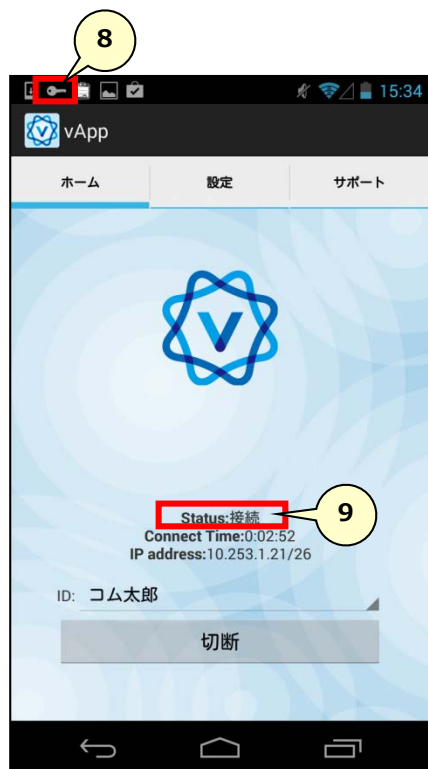 8
15:34
vApp
ホーム 設定 サポート
Status:接続
9
Connect Time:0:02:52
IP address:10.253.1.21/26
ID: コム太郎
切断